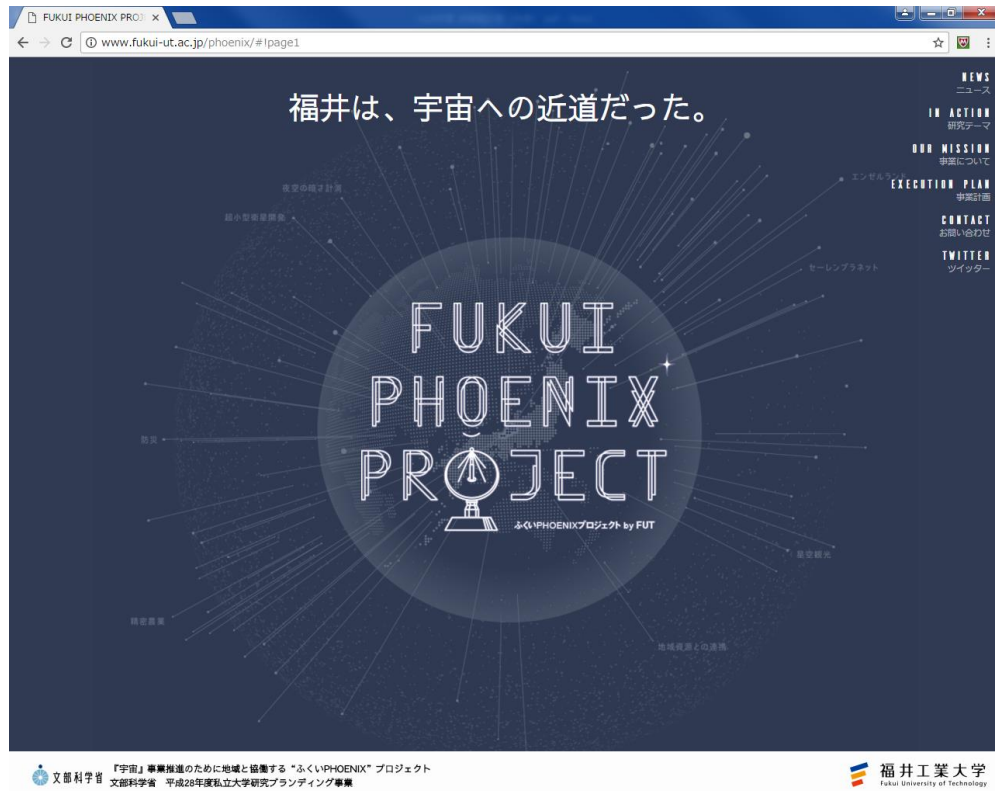 FUKUI PHOENIX PROJ
www.fukui-ut.ac.jp/phoenix/#!page1
福井は、宇宙への近道だった。
NEWS
ニュース
IN ACTION
研究テーマ
OUR MISSION
事業について
EXECUTION PLAN
事業計画
CONTACT
お問い合わせ
TWITTER
ツイッター
夜空の明るさ計測
超小型衛星開発
エンゼルランド
セーレンプラネット
防災
星空観光
精密農業
地域資源との連携
FUKUI
PHOENIX
PROJECT
ふくいPHOENIXプロジェクト by FUT
文部科学省
『宇宙』事業推進のために地域と協働する“ふくいPHOENIX”プロジェクト
文部科学省 平成28年度私立大学研究ブランディング事業
福井工業大学
Fukui University of Technology